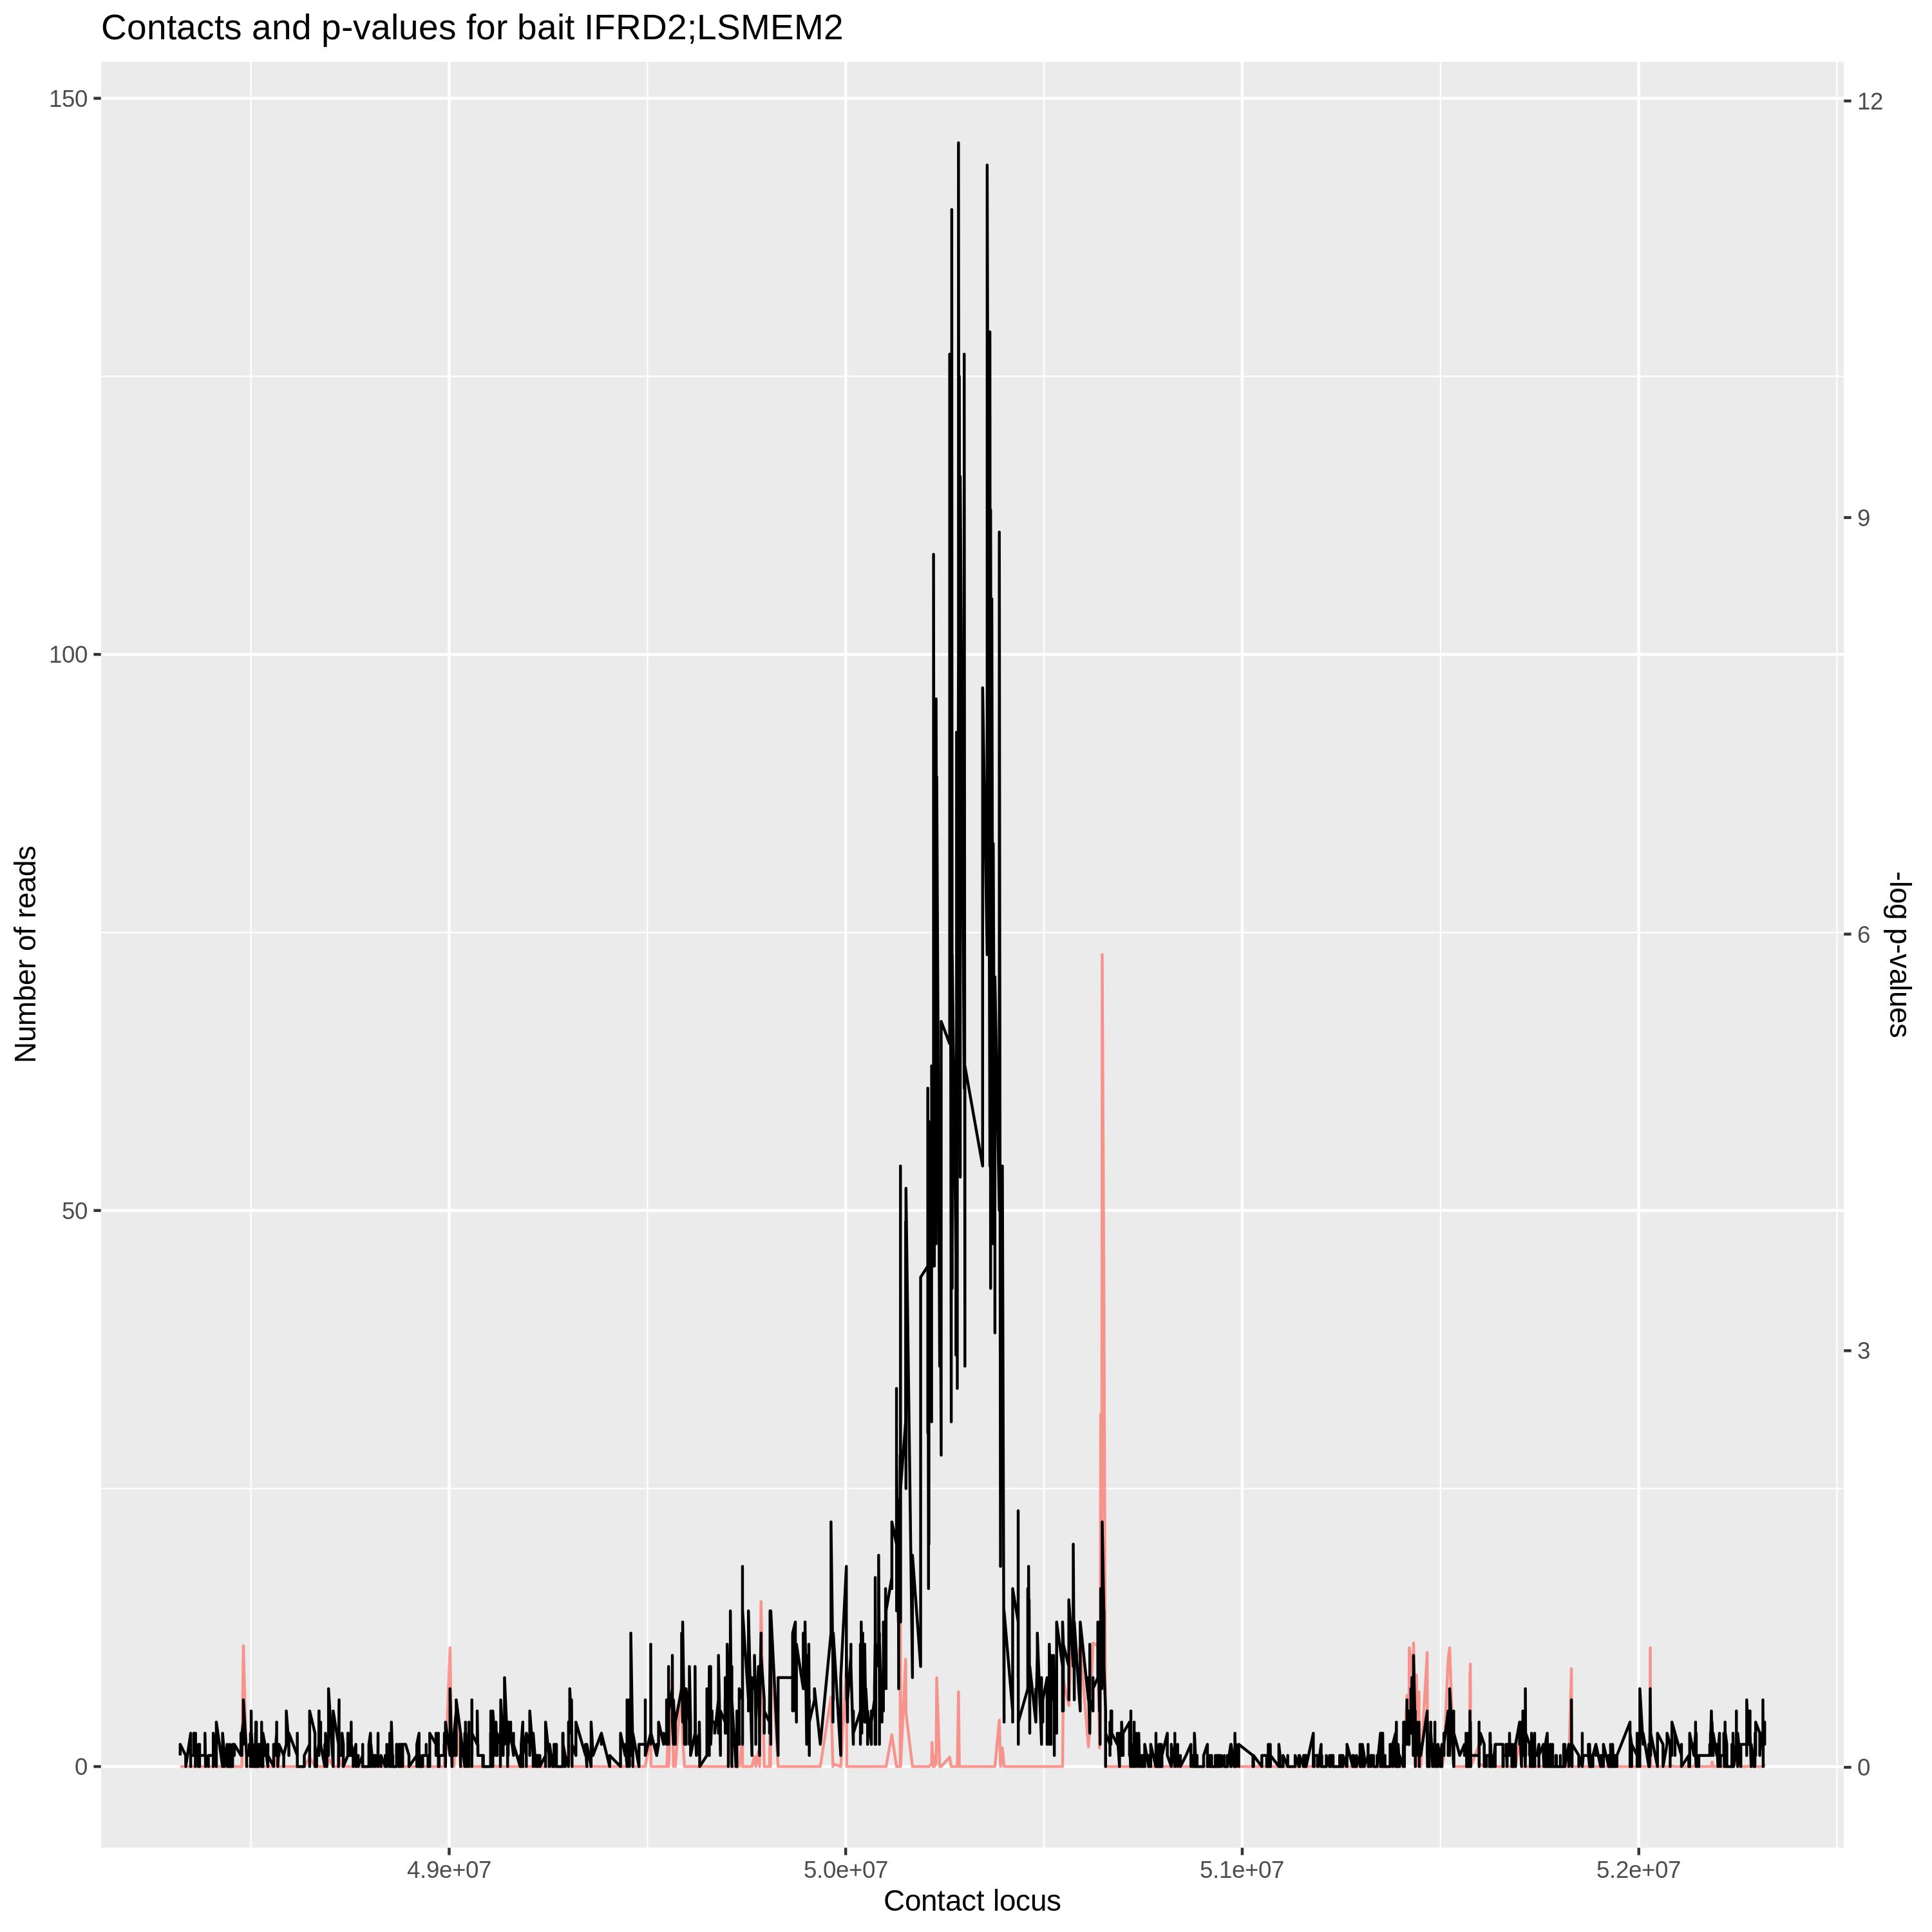 Contacts and p-values for bait IFRD2;LSMEM2
150
100
50
0
12
9
6
3
0
Number of reads
-log p-values
4.9e+07
5.0e+07
5.1e+07
5.2e+07
Contact locus